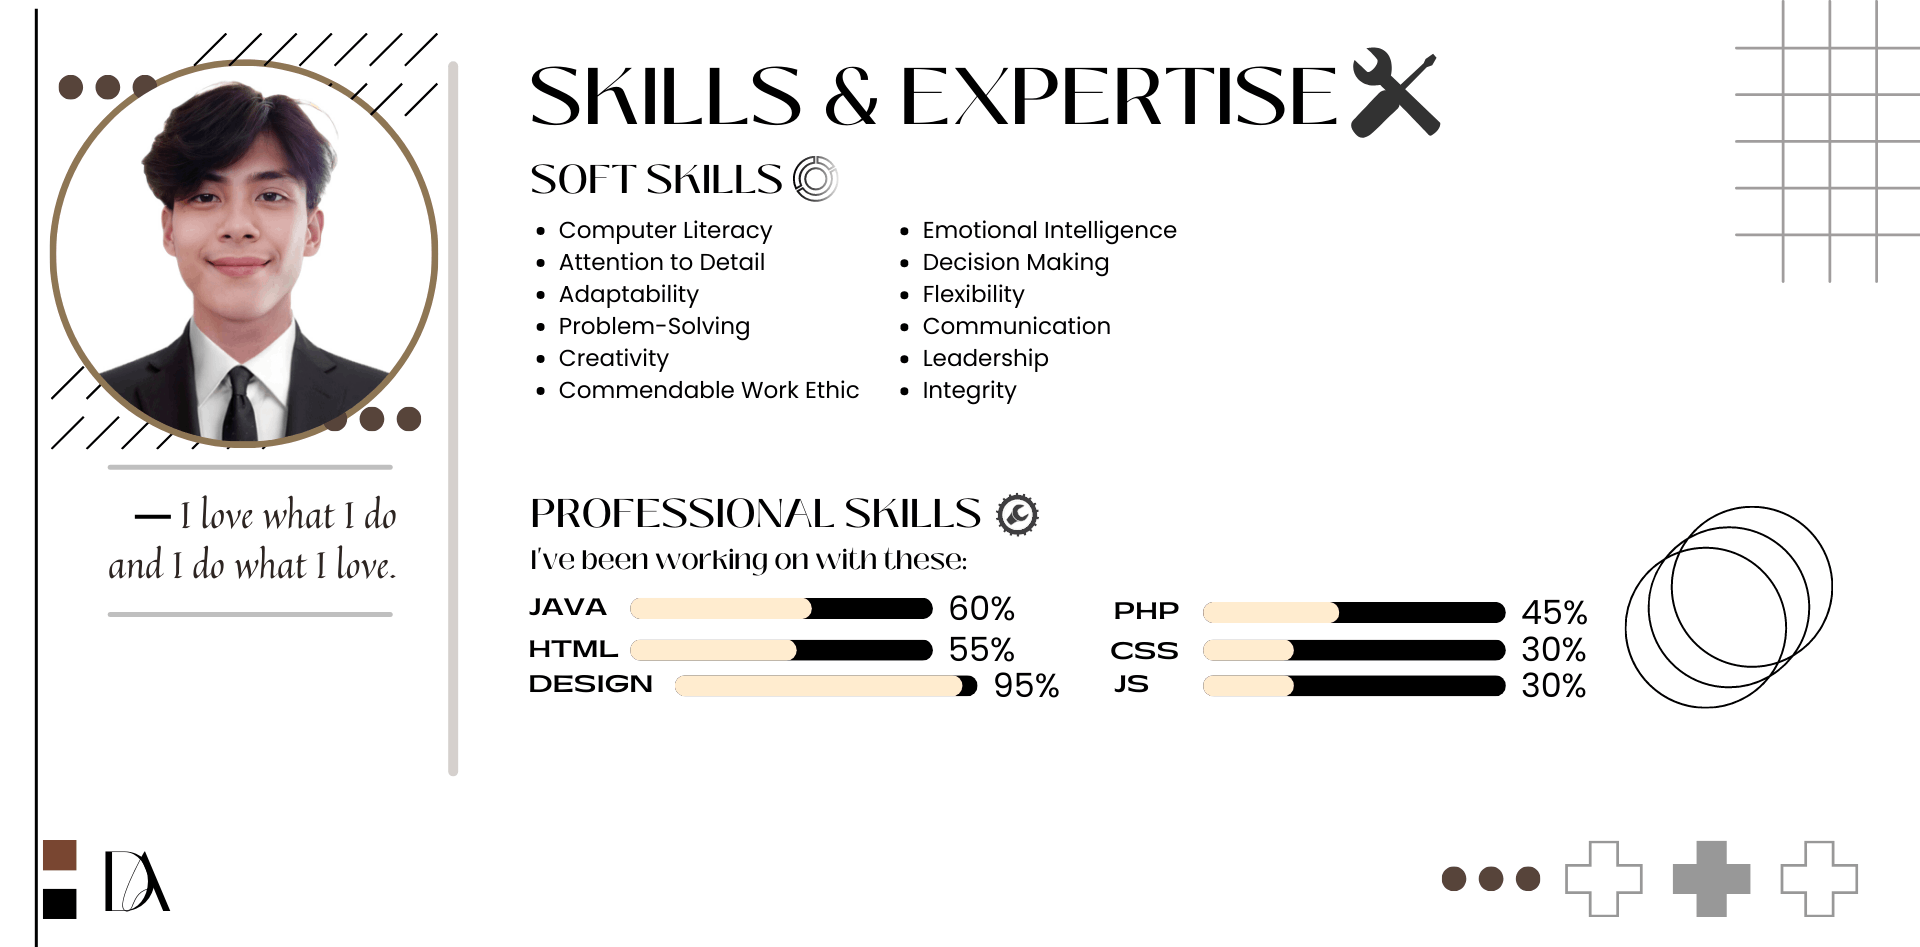 SKILLS & EXPERTISE
SOFT SKILLS
Computer Literacy
Attention to Detail
Adaptability
Problem-Solving
Creativity
Commendable Work Ethic
Emotional Intelligence
Decision Making
Flexibility
Communication
Leadership
Integrity
— I love what I do
and I do what I love.
PROFESSIONAL SKILLS
I've been working on with these:
JAVA 60%
HTML 55%
DESIGN 95%
PHP 45%
CSS 30%
JS 30%
DA